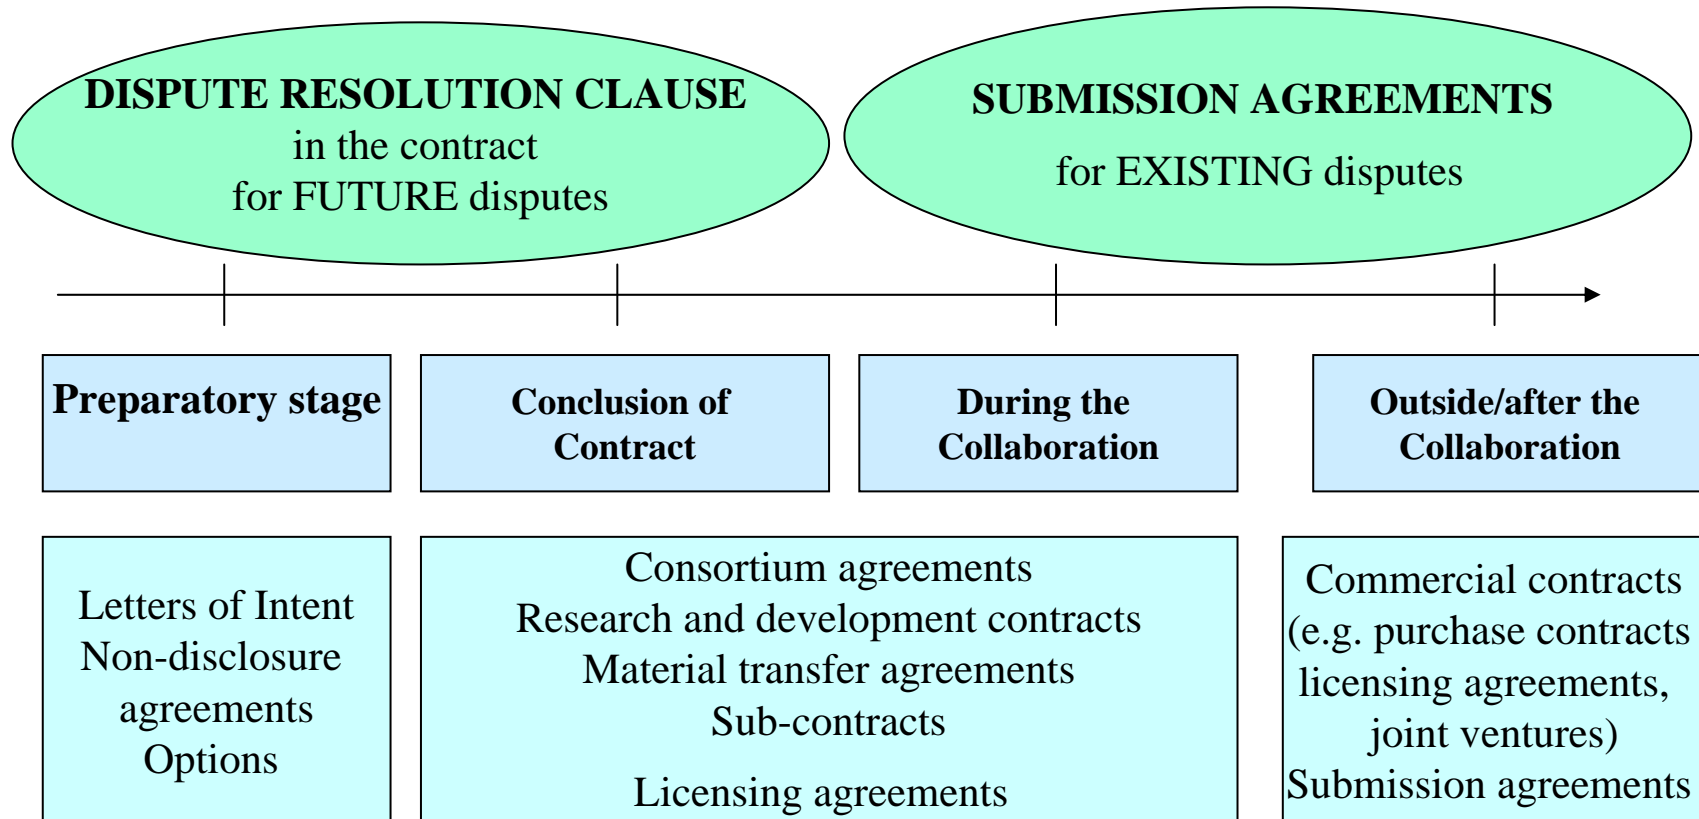 DISPUTE RESOLUTION CLAUSE
in the contract
for FUTURE disputes
SUBMISSION AGREEMENTS
for EXISTING disputes
Preparatory stage
Conclusion of
Contract
During the
Collaboration
Outside/after the
Collaboration
Letters of Intent
Non-disclosure
agreements
Options
Consortium agreements
Research and development contracts
Material transfer agreements
Sub-contracts
Licensing agreements
Commercial contracts
(e.g. purchase contracts
licensing agreements,
joint ventures)
Submission agreements